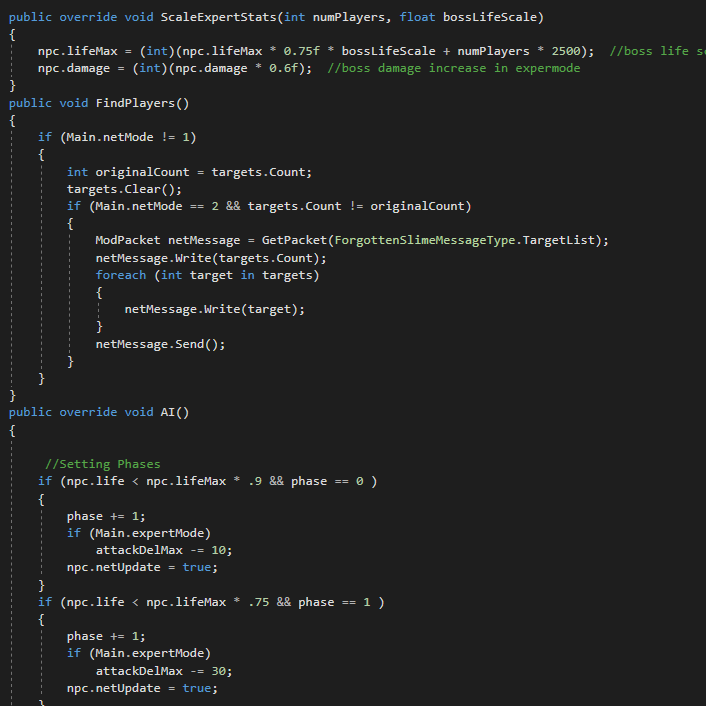 public override void ScaleExpertStats(int numPlayers, float bossLifeScale)
{
npc.lifeMax = (int)(npc.lifeMax * 0.75f * bossLifeScale + numPlayers * 2500);  //boss life
npc.damage = (int)(npc.damage * 0.6f);  //boss damage increase in expermode
}
public void FindPlayers()
{
if (Main.netMode != 1)
{
int originalCount = targets.Count;
targets.Clear();
if (Main.netMode == 2 && targets.Count != originalCount)
{
ModPacket netMessage = GetPacket(ForgottenSlimeMessageType.TargetList);
netMessage.Write(targets.Count);
foreach (int target in targets)
{
netMessage.Write(target);
}
netMessage.Send();
}
}
}
public override void AI()
{
//Setting Phases
if (npc.life < npc.lifeMax * .9 && phase == 0 )
{
phase += 1;
if (Main.expertMode)
attackDelMax -= 10;
npc.netUpdate = true;
}
if (npc.life < npc.lifeMax * .75 && phase == 1 )
{
phase += 1;
if (Main.expertMode)
attackDelMax -= 30;
npc.netUpdate = true;
}